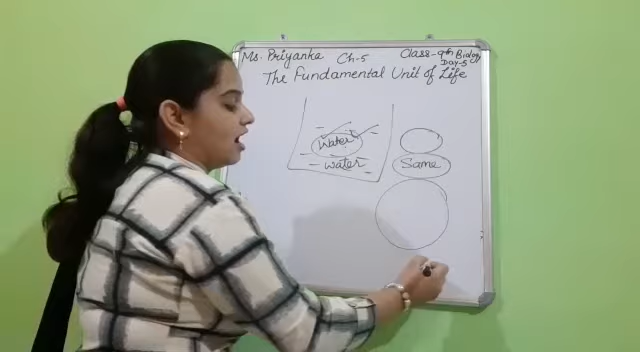 Ms. Priyanka Ch-5 Class-9th Biology
Day-5
The Fundamental Unit of Life
Water
water
Same